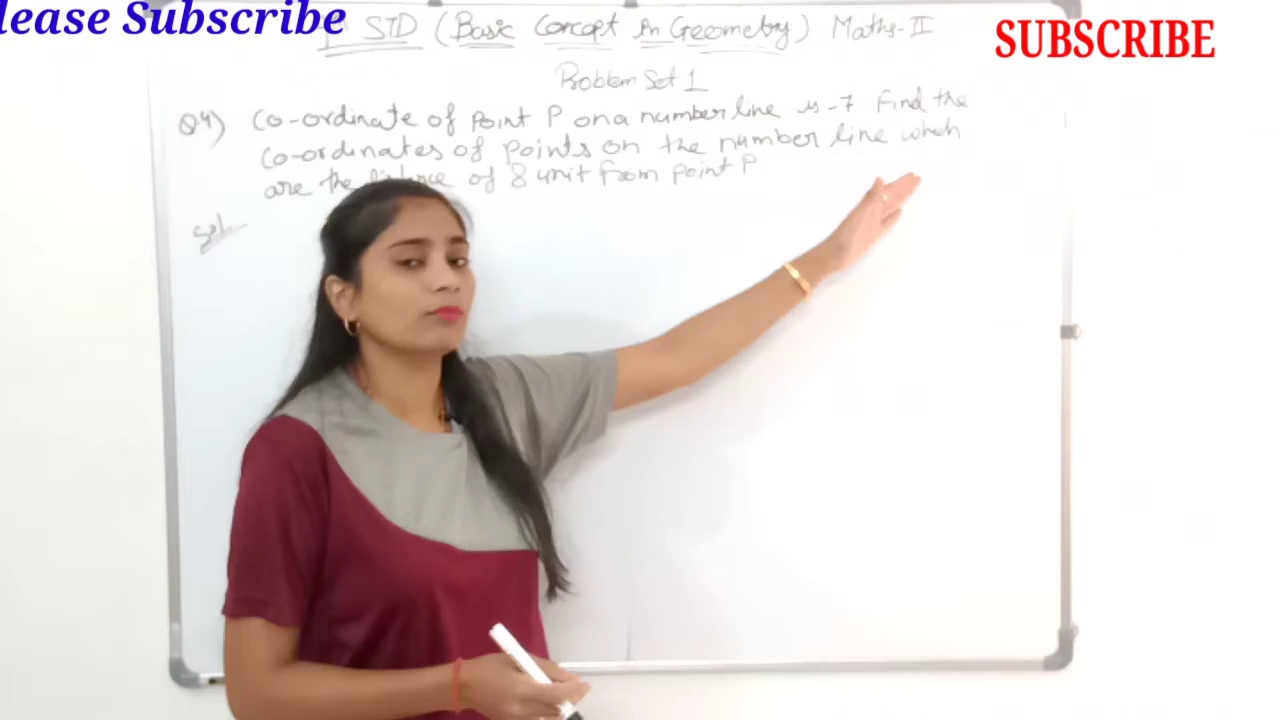 lease Subscribe
SUBSCRIBE
STD (Basic Concept in Geometry) Maths-II
Problem Set 1
Q4) Co-ordinate of point P on a number line is -7 Find the
Co-ordinates of points on the number line which
are the distance of 8 unit from point P
Sol